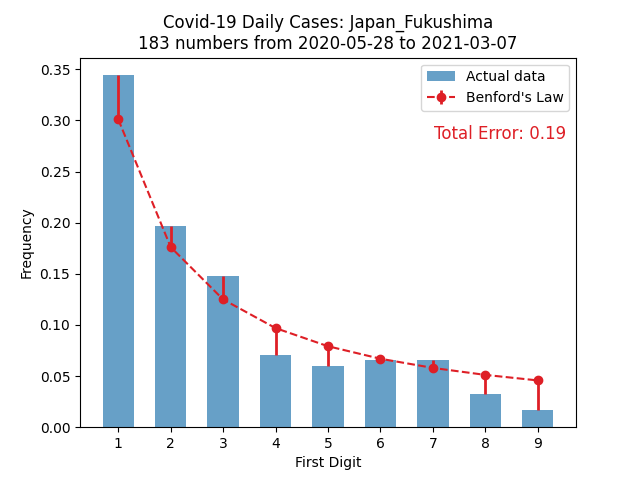 Covid-19 Daily Cases: Japan_Fukushima
183 numbers from 2020-05-28 to 2021-03-07
Actual data
Benford's Law
Total Error: 0.19
Frequency
0.35
0.30
0.25
0.20
0.15
0.10
0.05
0.00
1 2 3 4 5 6 7 8 9
First Digit